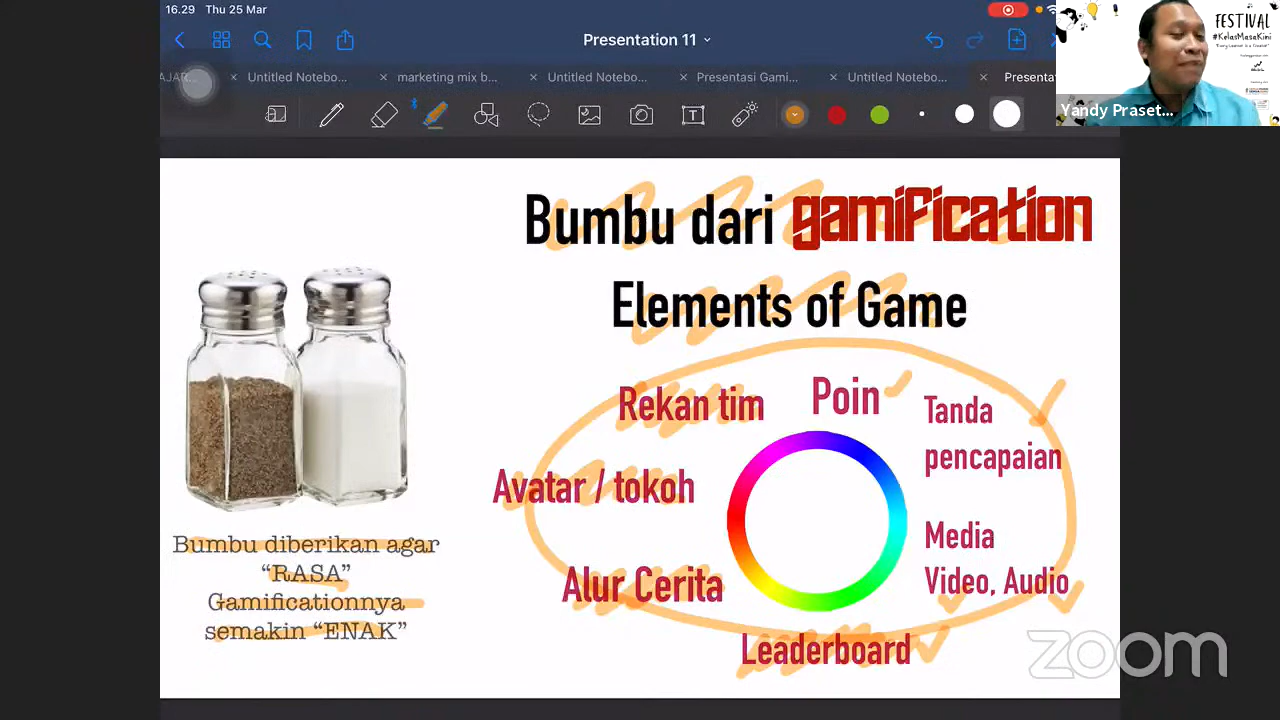 16.29 Thu 25 Mar
Presentation 11
AJAR...
Untitled Notebo...
marketing mix b...
Untitled Notebo...
Presentasi Gami...
Untitled Notebo...
Presenta
FESTIVAL
#KelasMasaKini
Yandy Praset...
Bumbu dari gamification
Elements of Game
Rekan tim
Poin
Tanda
pencapaian
Avatar / tokoh
Media
Video, Audio
Alur Cerita
Leaderboard
Bumbu diberikan agar
“RASA”
Gamificationnya
semakin “ENAK”
zoom